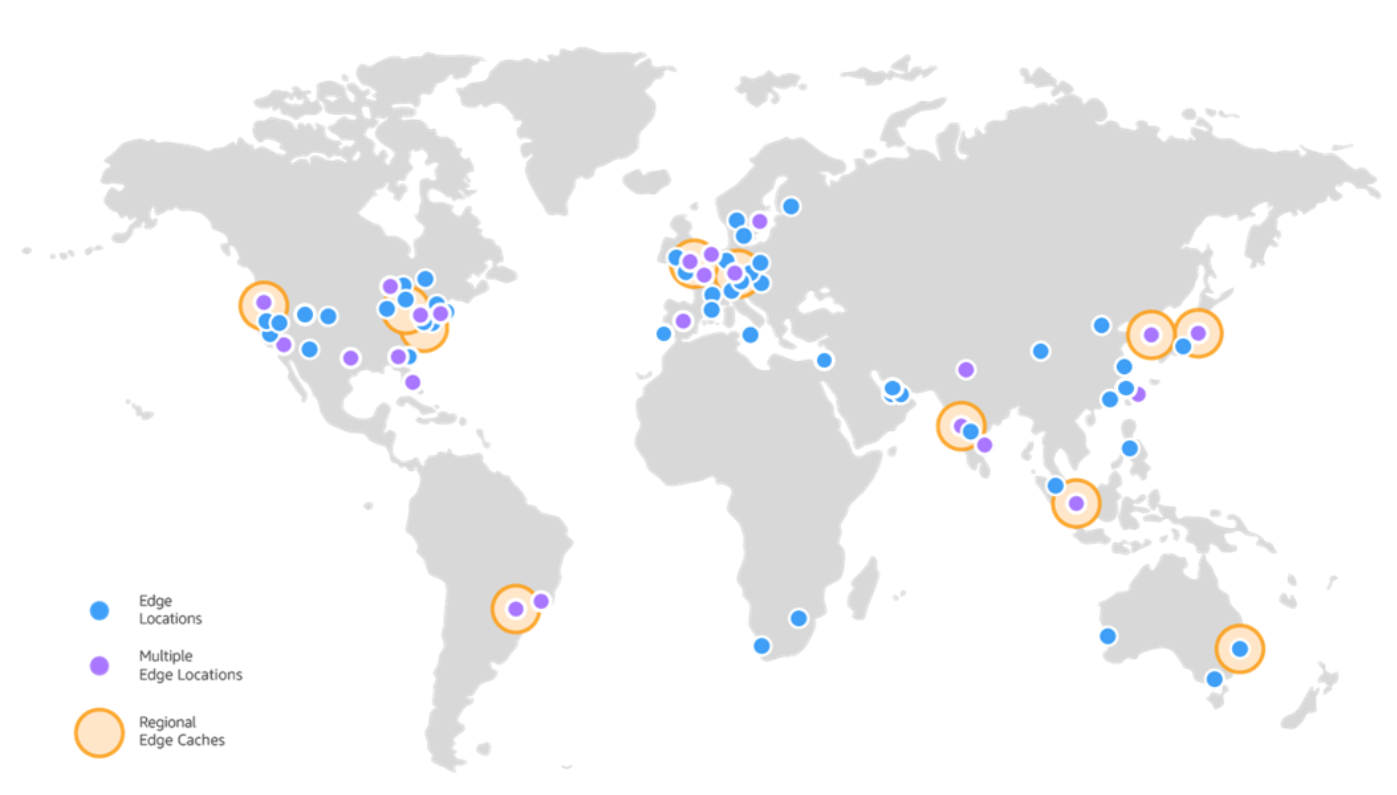 Edge
Locations
Multiple
Edge Locations
Regional
Edge Caches